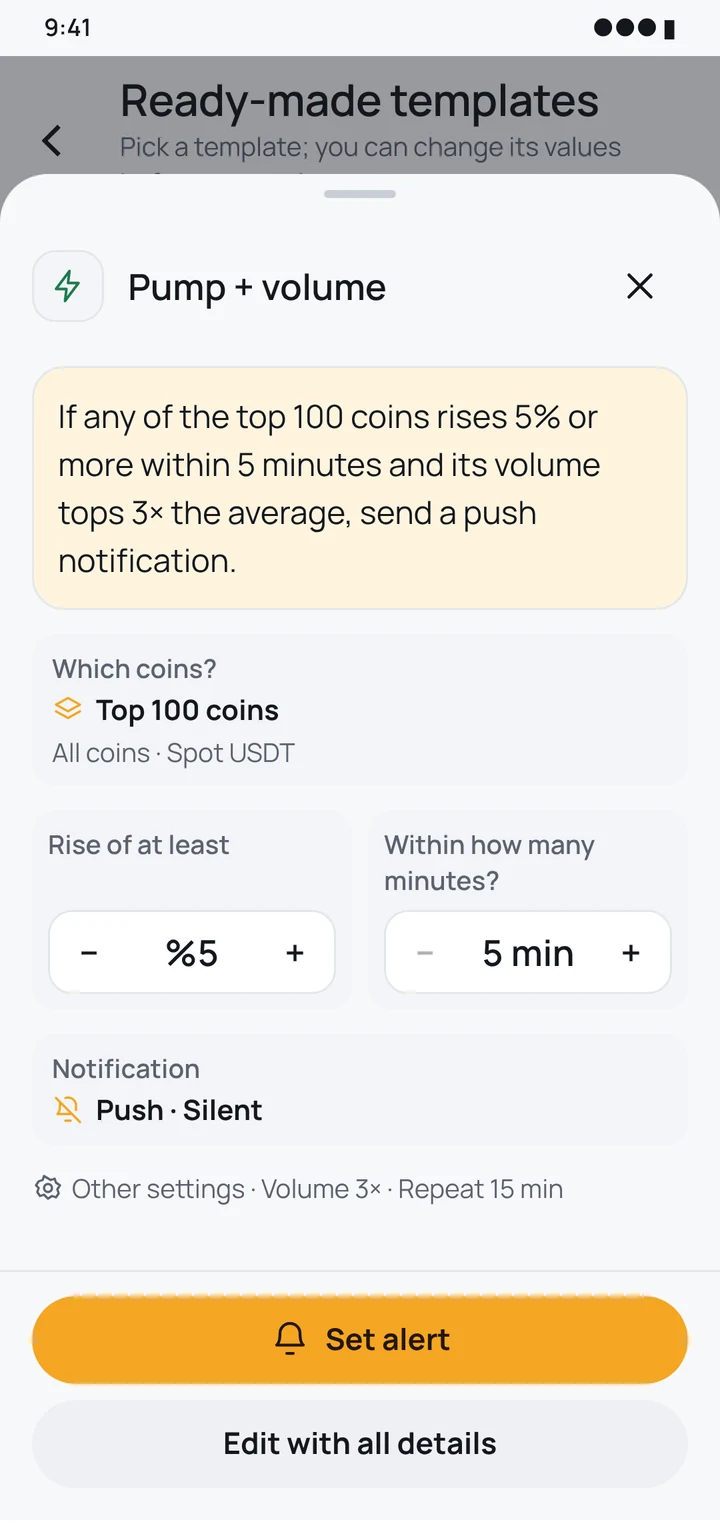 9:41
Ready-made templates
Pick a template; you can change its values
Pump + volume
If any of the top 100 coins rises 5% or
more within 5 minutes and its volume
tops 3× the average, send a push
notification.
Which coins?
Top 100 coins
All coins · Spot USDT
Rise of at least
Within how many
minutes?
− %5 +
− 5 min +
Notification
Push · Silent
Other settings · Volume 3× · Repeat 15 min
Set alert
Edit with all details